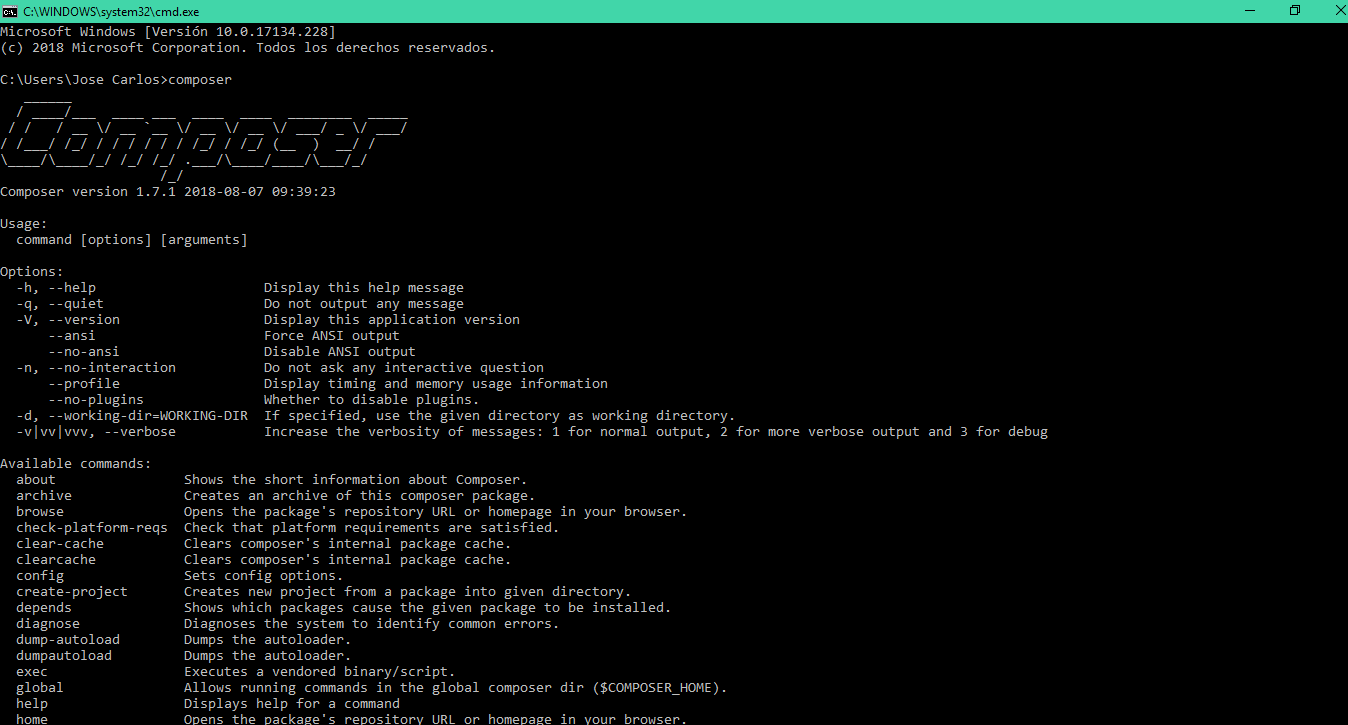 C:\WINDOWS\system32\cmd.exe
Microsoft Windows [Versión 10.0.17134.228]
(c) 2018 Microsoft Corporation. Todos los derechos reservados.
C:\Users\Jose Carlos>composer
   ______
  / ____/___  ____ ___  ____  ____  ________  _____
 / /   / __ \/ __ `__ \/ __ \/ __ \/ ___/ _ \/ ___/
/ /___/ /_/ / / / / / / /_/ / /_/ (__  )  __/ /
\____/\____/_/ /_/ /_/ .___/\____/____/\___/_/
                    /_/
Composer version 1.7.1 2018-08-07 09:39:23
Usage:
  command [options] [arguments]
Options:
  -h, --help                     Display this help message
  -q, --quiet                    Do not output any message
  -V, --version                  Display this application version
      --ansi                     Force ANSI output
      --no-ansi                  Disable ANSI output
  -n, --no-interaction           Do not ask any interactive question
      --profile                  Display timing and memory usage information
      --no-plugins               Whether to disable plugins.
  -d, --working-dir=WORKING-DIR  If specified, use the given directory as working directory.
  -v|vv|vvv, --verbose           Increase the verbosity of messages: 1 for normal output, 2 for more verbose output and 3 for debug
Available commands:
  about                Shows the short information about Composer.
  archive              Creates an archive of this composer package.
  browse               Opens the package's repository URL or homepage in your browser.
  check-platform-reqs  Check that platform requirements are satisfied.
  clear-cache          Clears composer's internal package cache.
  clearcache           Clears composer's internal package cache.
  config               Sets config options.
  create-project       Creates new project from a package into given directory.
  depends              Shows which packages cause the given package to be installed.
  diagnose             Diagnoses the system to identify common errors.
  dump-autoload        Dumps the autoloader.
  dumpautoload         Dumps the autoloader.
  exec                 Executes a vendored binary/script.
  global               Allows running commands in the global composer dir ($COMPOSER_HOME).
  help                 Displays help for a command
  home                 Opens the package's repository URL or homepage in your browser.